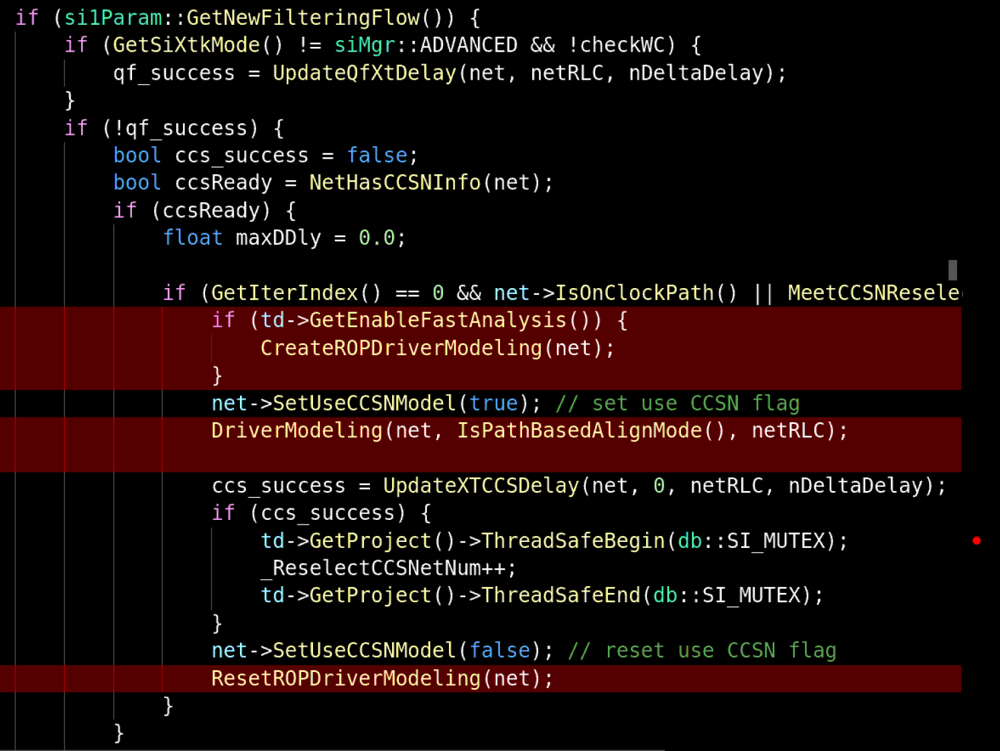 if (si1Param::GetNewFilteringFlow()) {
if (GetSiXtkMode() != siMgr::ADVANCED && !checkWC) {
qf_success = UpdateQfXtDelay(net, netRLC, nDeltaDelay);
}
if (!qf_success) {
bool ccs_success = false;
bool ccsReady = NetHasCCSNInfo(net);
if (ccsReady) {
float maxDDly = 0.0;
if (GetIterIndex() == 0 && net->IsOnClockPath() || MeetCCSNResele
if (td->GetEnableFastAnalysis()) {
CreateROPDriverModeling(net);
}
net->SetUseCCSNModel(true); // set use CCSN flag
DriverModeling(net, IsPathBasedAlignMode(), netRLC);
ccs_success = UpdateXTCCSDelay(net, 0, netRLC, nDeltaDelay);
if (ccs_success) {
td->GetProject()->ThreadSafeBegin(db::SI_MUTEX);
_ReselectCCSNetNum++;
td->GetProject()->ThreadSafeEnd(db::SI_MUTEX);
}
net->SetUseCCSNModel(false); // reset use CCSN flag
ResetROPDriverModeling(net);
}
}